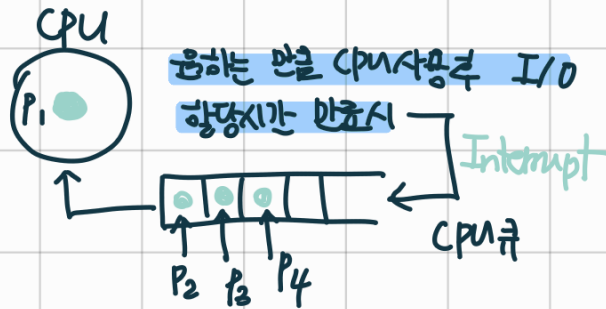 CPU
원하는 만큼 CPU사용후 I/O
P1
할당시간 만료시
Interrupt
CPU큐
P2 P3 P4